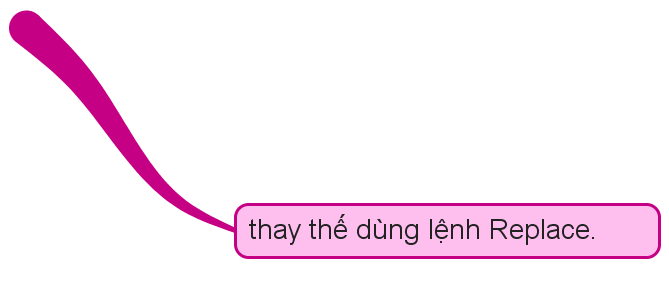 thay thế dùng lệnh Replace.